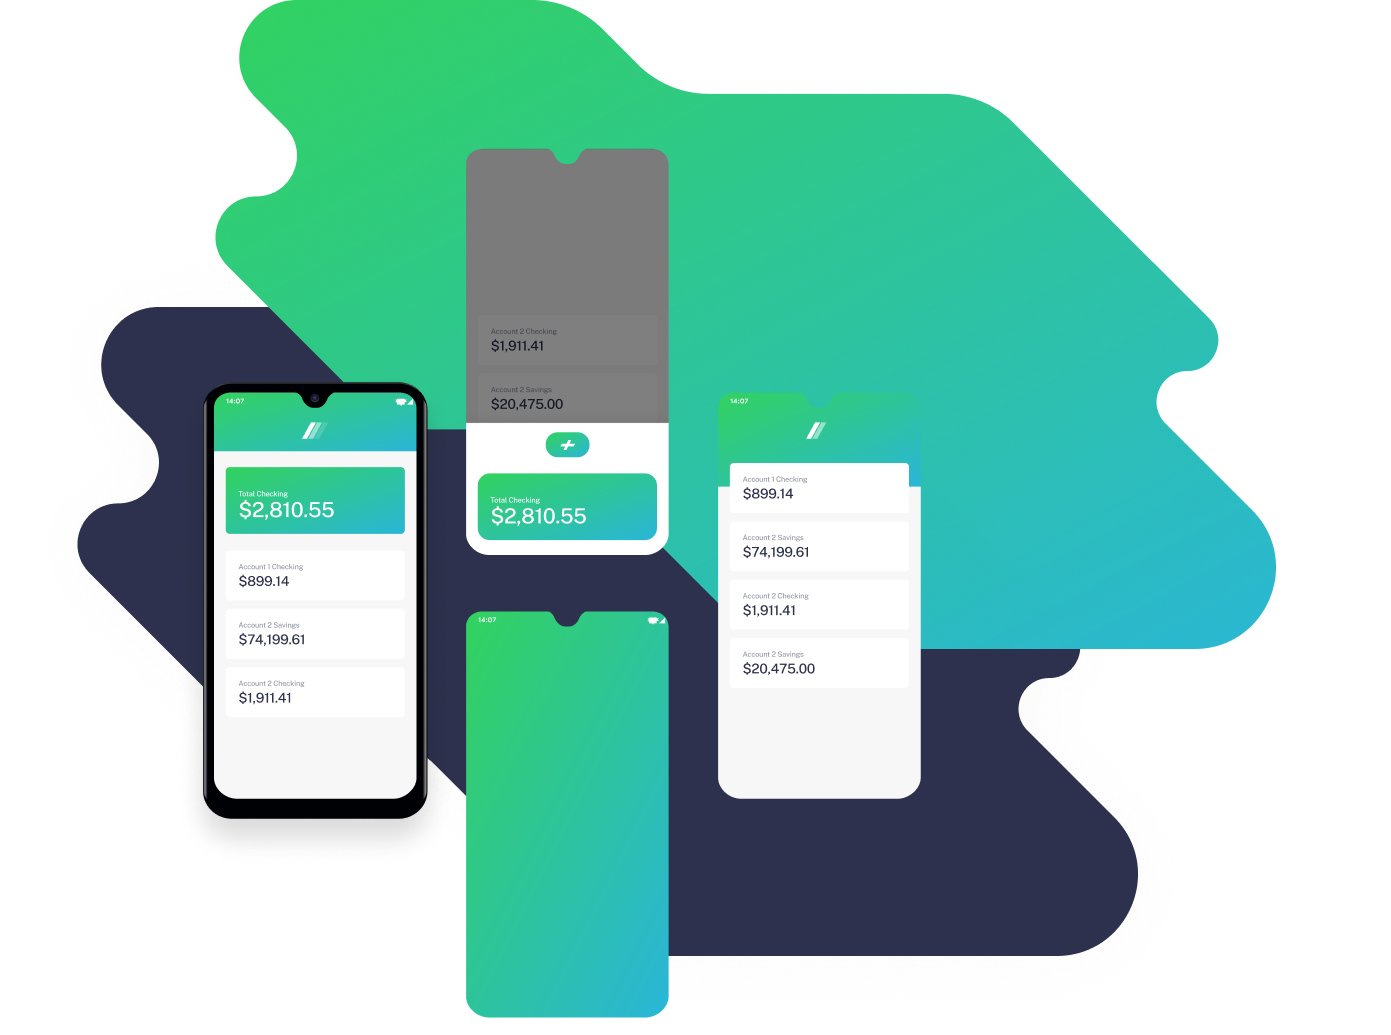 14:07
Total Checking
$2,810.55
Account 1 Checking
$899.14
Account 2 Savings
$74,199.61
Account 2 Checking
$1,911.41
Account 2 Checking
$1,911.41
Account 2 Savings
$20,475.00
Total Checking
$2,810.55
14:07
14:07
Account 1 Checking
$899.14
Account 2 Savings
$74,199.61
Account 2 Checking
$1,911.41
Account 2 Savings
$20,475.00